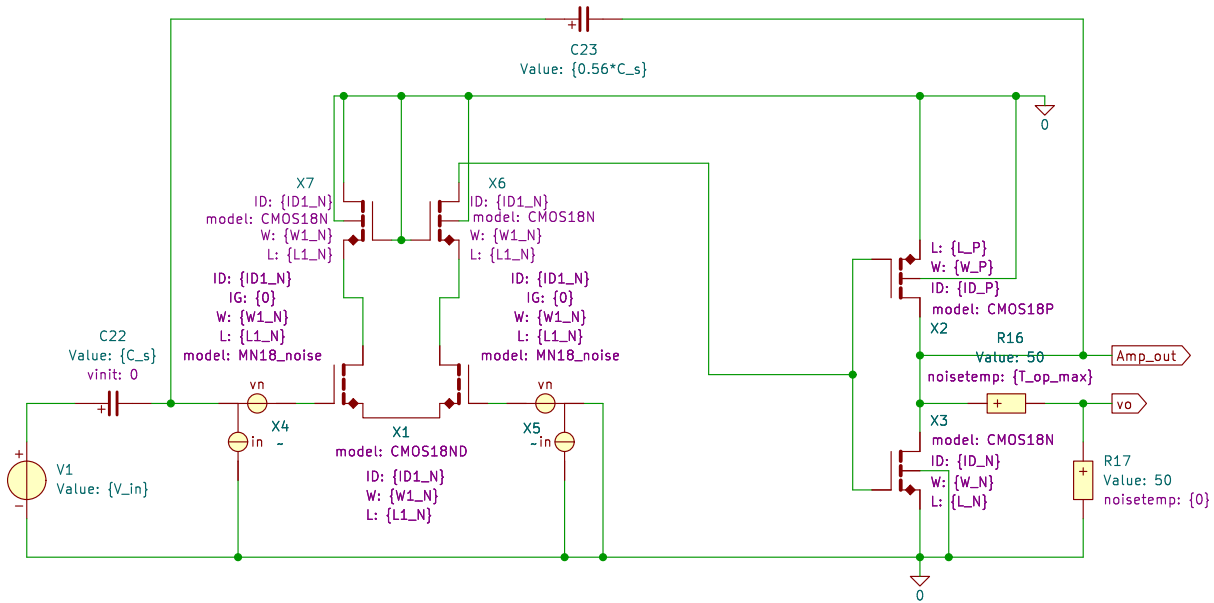 C23
Value: {0.56*C_s}
0
X7
ID: {ID1_N}
model: CMOS18N
W: {W1_N}
L: {L1_N}
X6
ID: {ID1_N}
model: CMOS18N
W: {W1_N}
L: {L1_N}
ID: {ID1_N}
IG: {0}
W: {W1_N}
L: {L1_N}
model: MN18_noise
ID: {ID1_N}
IG: {0}
W: {W1_N}
L: {L1_N}
model: MN18_noise
L: {L_P}
W: {W_P}
ID: {ID_P}
model: CMOS18P
X2
C22
Value: {C_s}
vinit: 0
R16
Value: 50
noisetemp: {T_op_max}
Amp_out
vn
vn
vo
X4
~
in
X1
model: CMOS18ND
ID: {ID1_N}
W: {W1_N}
L: {L1_N}
X5
~
in
X3
model: CMOS18N
ID: {ID_N}
W: {W_N}
L: {L_N}
V1
Value: {V_in}
R17
Value: 50
noisetemp: {0}
0